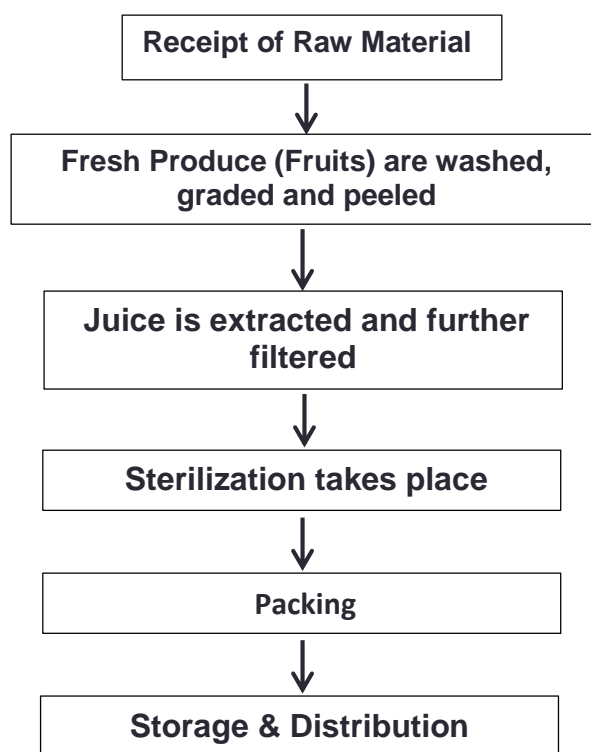 Receipt of Raw Material
Fresh Produce (Fruits) are washed,
graded and peeled
Juice is extracted and further
filtered
Sterilization takes place
Packing
Storage & Distribution